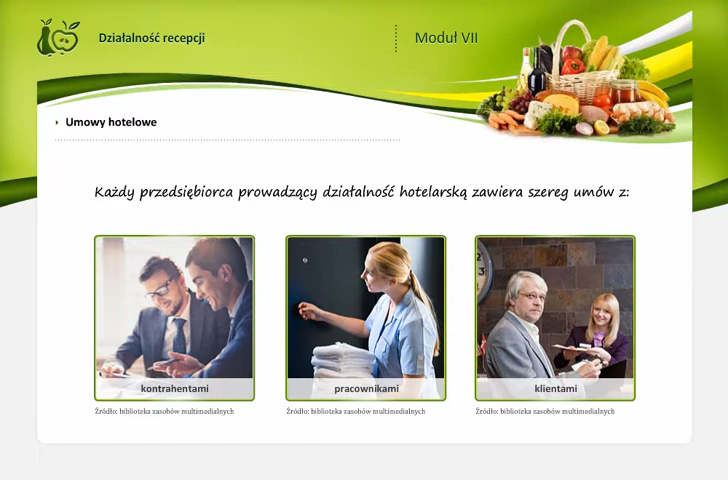 Działalność recepcji
Moduł VII
Umowy hotelowe
Każdy przedsiębiorca prowadzący działalność hotelarską zawiera szereg umów z:
kontrahentami
pracownikami
klientami
Źródło: biblioteka zasobów multimedialnych
Źródło: biblioteka zasobów multimedialnych
Źródło: biblioteka zasobów multimedialnych